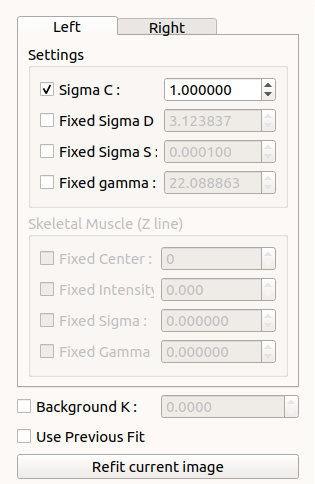 Left Right
Settings
Sigma C : 1.000000
Fixed Sigma D 3.123837
Fixed Sigma S : 0.000100
Fixed gamma : 22.088863
Skeletal Muscle (Z line)
Fixed Center : 0
Fixed Intensity 0.000
Fixed Sigma : 0.000000
Fixed Gamma 0.000000
Background K : 0.0000
Use Previous Fit
Refit current image